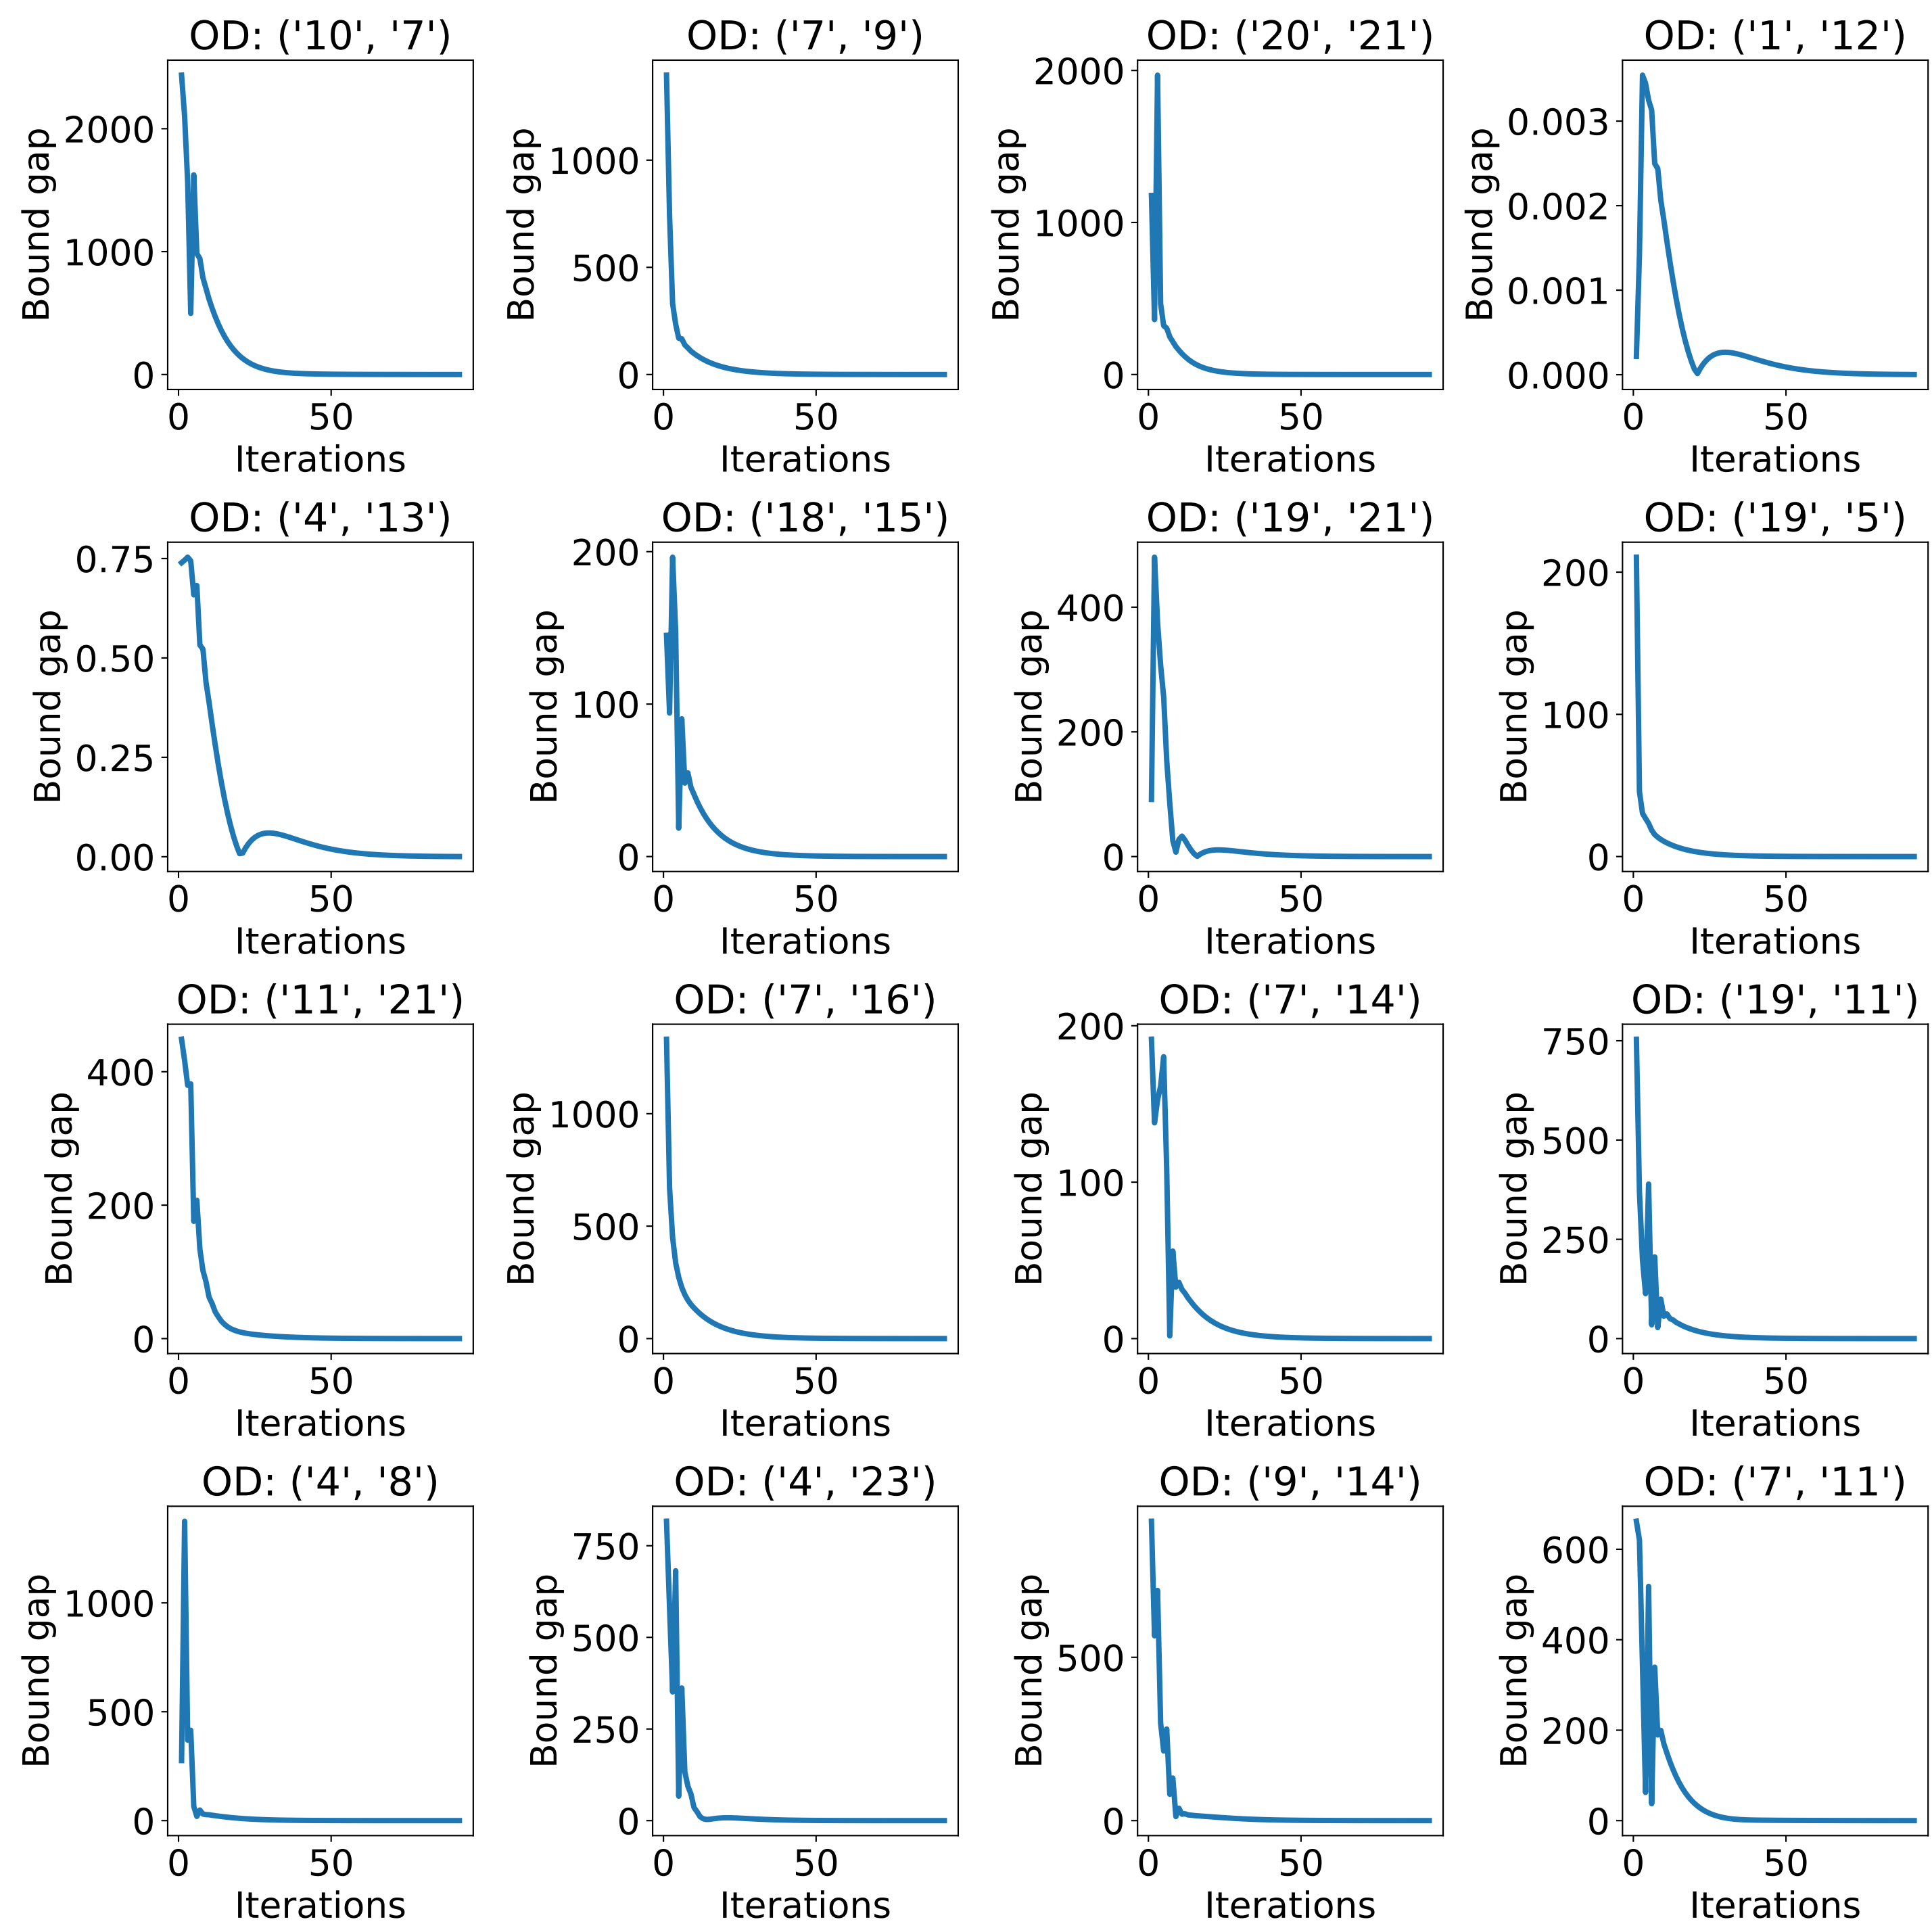 OD: ('10', '7')
2000
1000
0
Bound gap
0 50
Iterations
OD: ('7', '9')
1000
500
0
Bound gap
0 50
Iterations
OD: ('20', '21')
2000
1000
0
Bound gap
0 50
Iterations
OD: ('1', '12')
0.003
0.002
0.001
0.000
Bound gap
0 50
Iterations
OD: ('4', '13')
0.75
0.50
0.25
0.00
Bound gap
0 50
Iterations
OD: ('18', '15')
200
100
0
Bound gap
0 50
Iterations
OD: ('19', '21')
400
200
0
Bound gap
0 50
Iterations
OD: ('19', '5')
200
100
0
Bound gap
0 50
Iterations
OD: ('11', '21')
400
200
0
Bound gap
0 50
Iterations
OD: ('7', '16')
1000
500
0
Bound gap
0 50
Iterations
OD: ('7', '14')
200
100
0
Bound gap
0 50
Iterations
OD: ('19', '11')
750
500
250
0
Bound gap
0 50
Iterations
OD: ('4', '8')
1000
500
0
Bound gap
0 50
Iterations
OD: ('4', '23')
750
500
250
0
Bound gap
0 50
Iterations
OD: ('9', '14')
500
0
Bound gap
0 50
Iterations
OD: ('7', '11')
600
400
200
0
Bound gap
0 50
Iterations